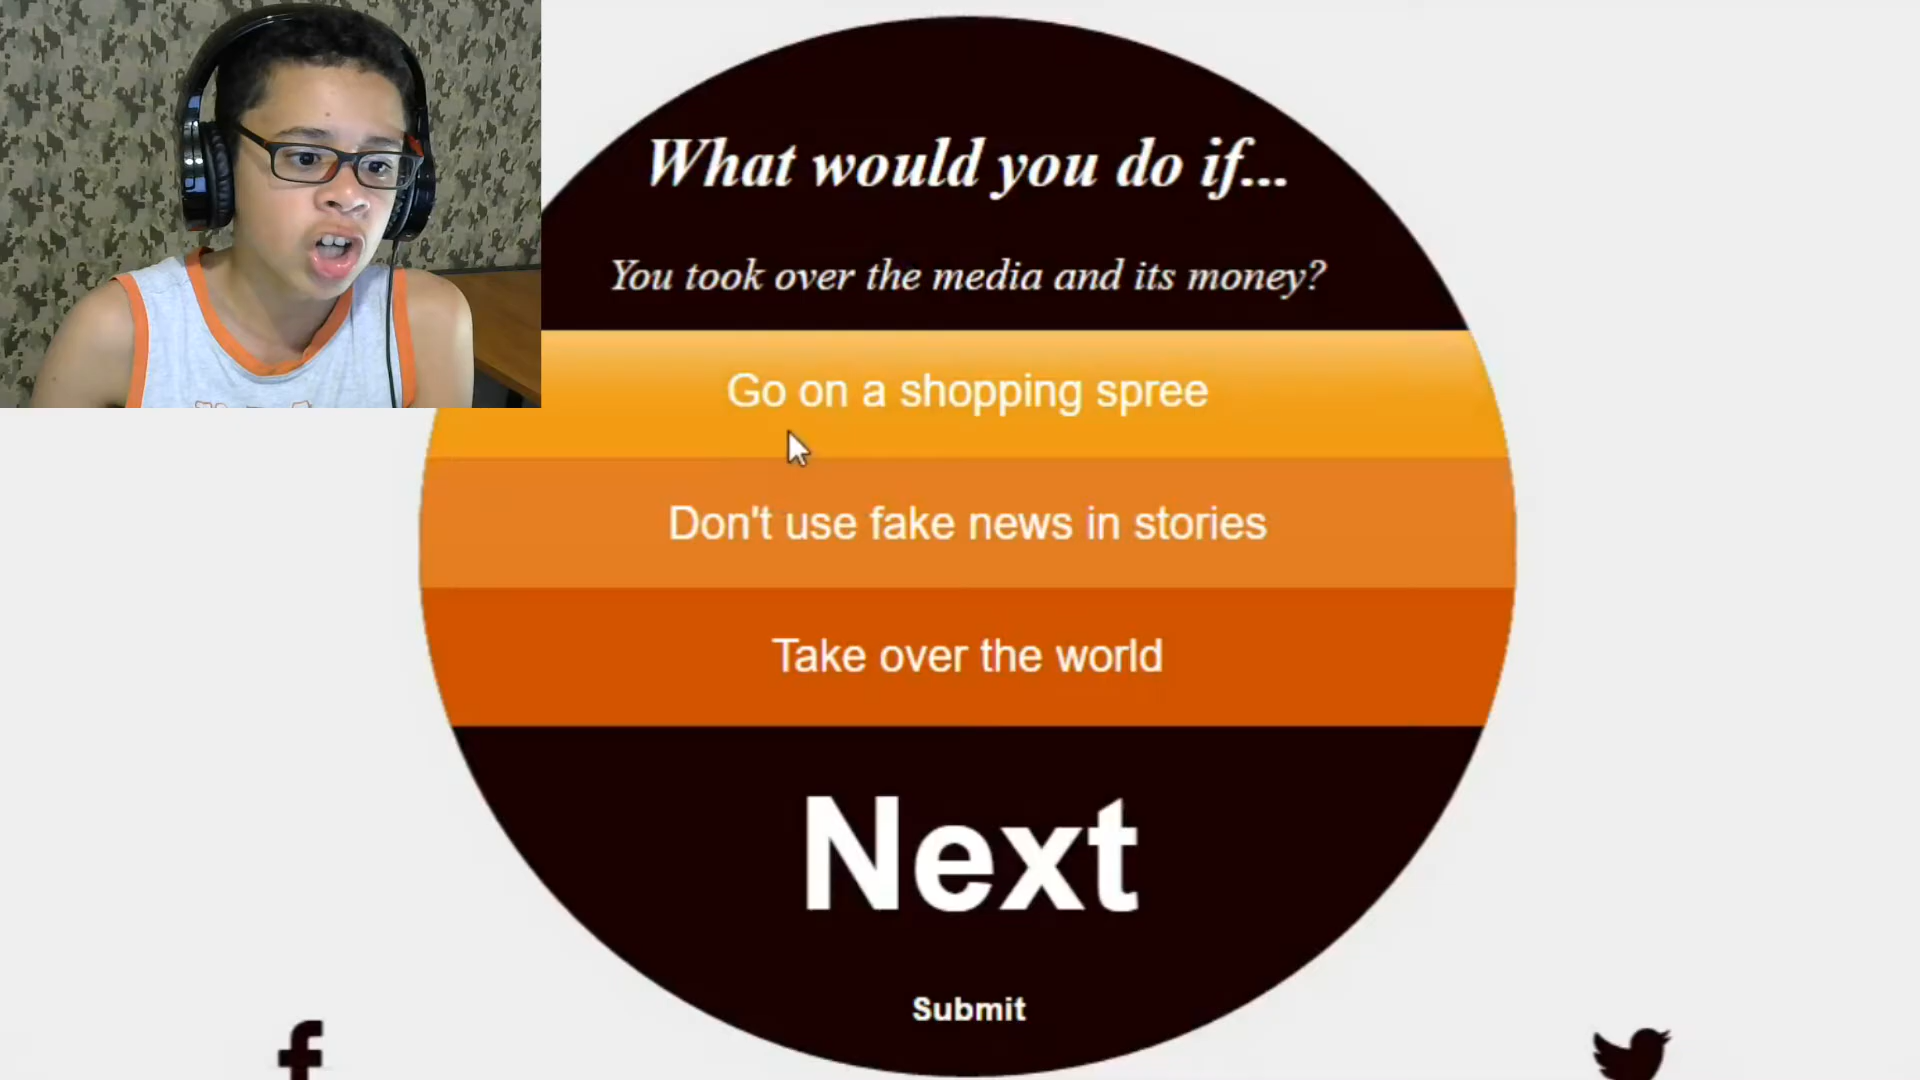 What would you do if...
You took over the media and its money?
Go on a shopping spree
Don't use fake news in stories
Take over the world
Next
Submit